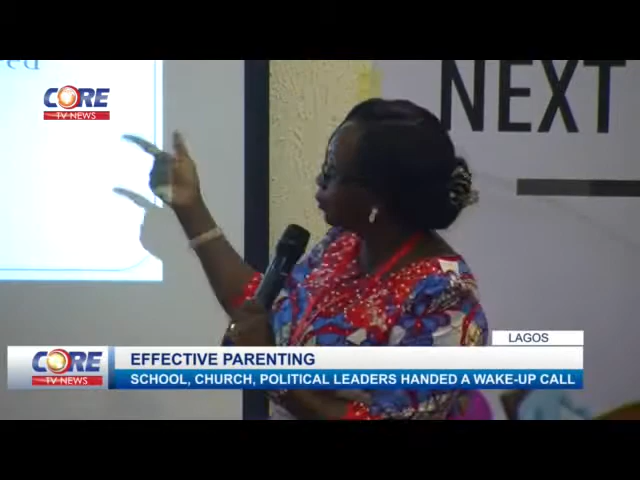 CORE
TV NEWS
NEXT
LAGOS
CORE
TV NEWS
EFFECTIVE PARENTING
SCHOOL, CHURCH, POLITICAL LEADERS HANDED A WAKE-UP CALL